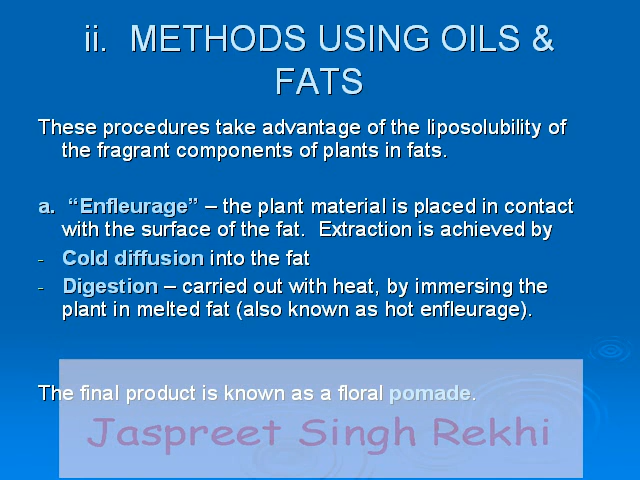 ii.  METHODS USING OILS &
FATS
These procedures take advantage of the liposolubility of
the fragrant components of plants in fats.
a.  “Enfleurage” – the plant material is placed in contact
with the surface of the fat.  Extraction is achieved by
- Cold diffusion into the fat
- Digestion – carried out with heat, by immersing the
plant in melted fat (also known as hot enfleurage).
The final product is known as a floral pomade.
Jaspreet Singh Rekhi